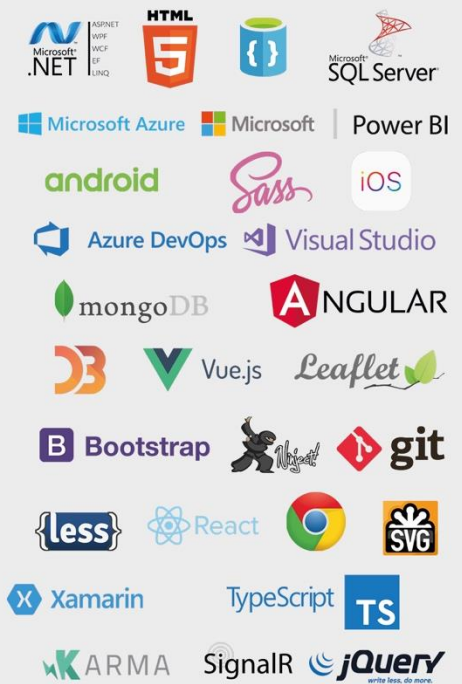 Microsoft®
.NET
ASP.NET
WPF
WCF
EF
LINQ
HTML
5
{ }
Microsoft®
SQL Server®
Microsoft Azure
Microsoft | Power BI
android
Sass
iOS
Azure DevOps
Visual Studio
mongoDB
ANGULAR
D3
Vue.js
Leaflet
B Bootstrap
Ninject!
git
{less}
React
SVG
X Xamarin
TypeScript TS
KARMA
SignalR
jQuery
write less, do more.